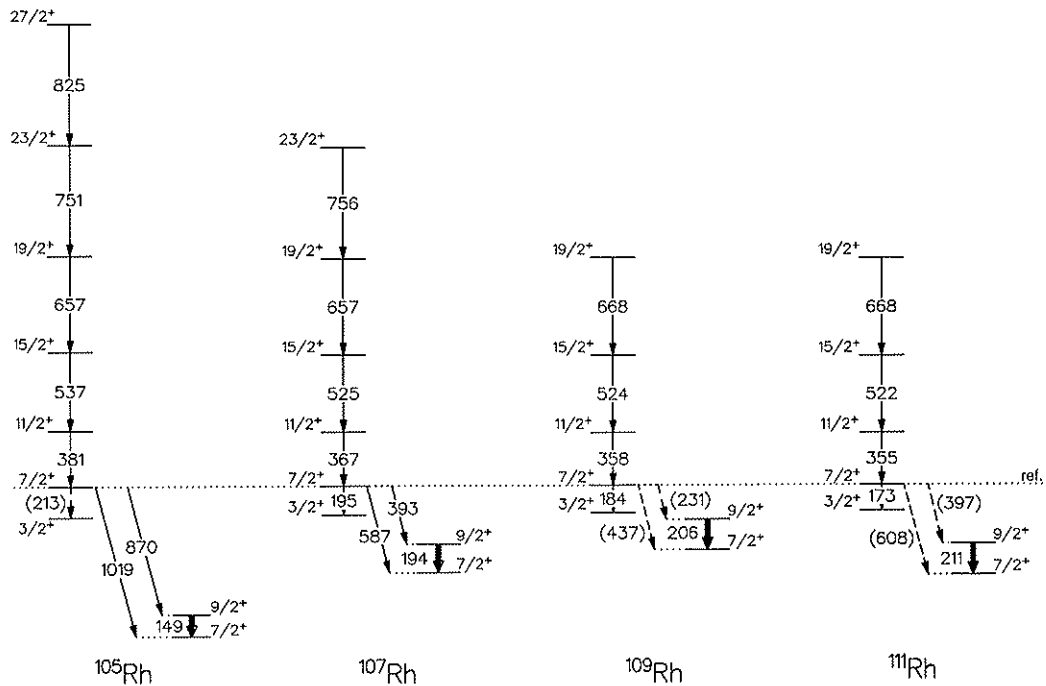 27/2⁺
825
23/2⁺ 23/2⁺
751 756
19/2⁺ 19/2⁺ 19/2⁺ 19/2⁺
657 657 668 668
15/2⁺ 15/2⁺ 15/2⁺ 15/2⁺
537 525 524 522
11/2⁺ 11/2⁺ 11/2⁺ 11/2⁺
381 367 358 355
7/2⁺ 7/2⁺ 7/2⁺ 7/2⁺ ref.
(213) 195 393 184 (231) 173 (397)
3/2⁺ 3/2⁺ 3/2⁺ 3/2⁺
9/2⁺
587 (437) 206 (608)
9/2⁺ 7/2⁺ 9/2⁺
870 194 211
7/2⁺ 7/2⁺
1019
9/2⁺
149 7/2⁺
¹⁰⁵Rh ¹⁰⁷Rh ¹⁰⁹Rh ¹¹¹Rh